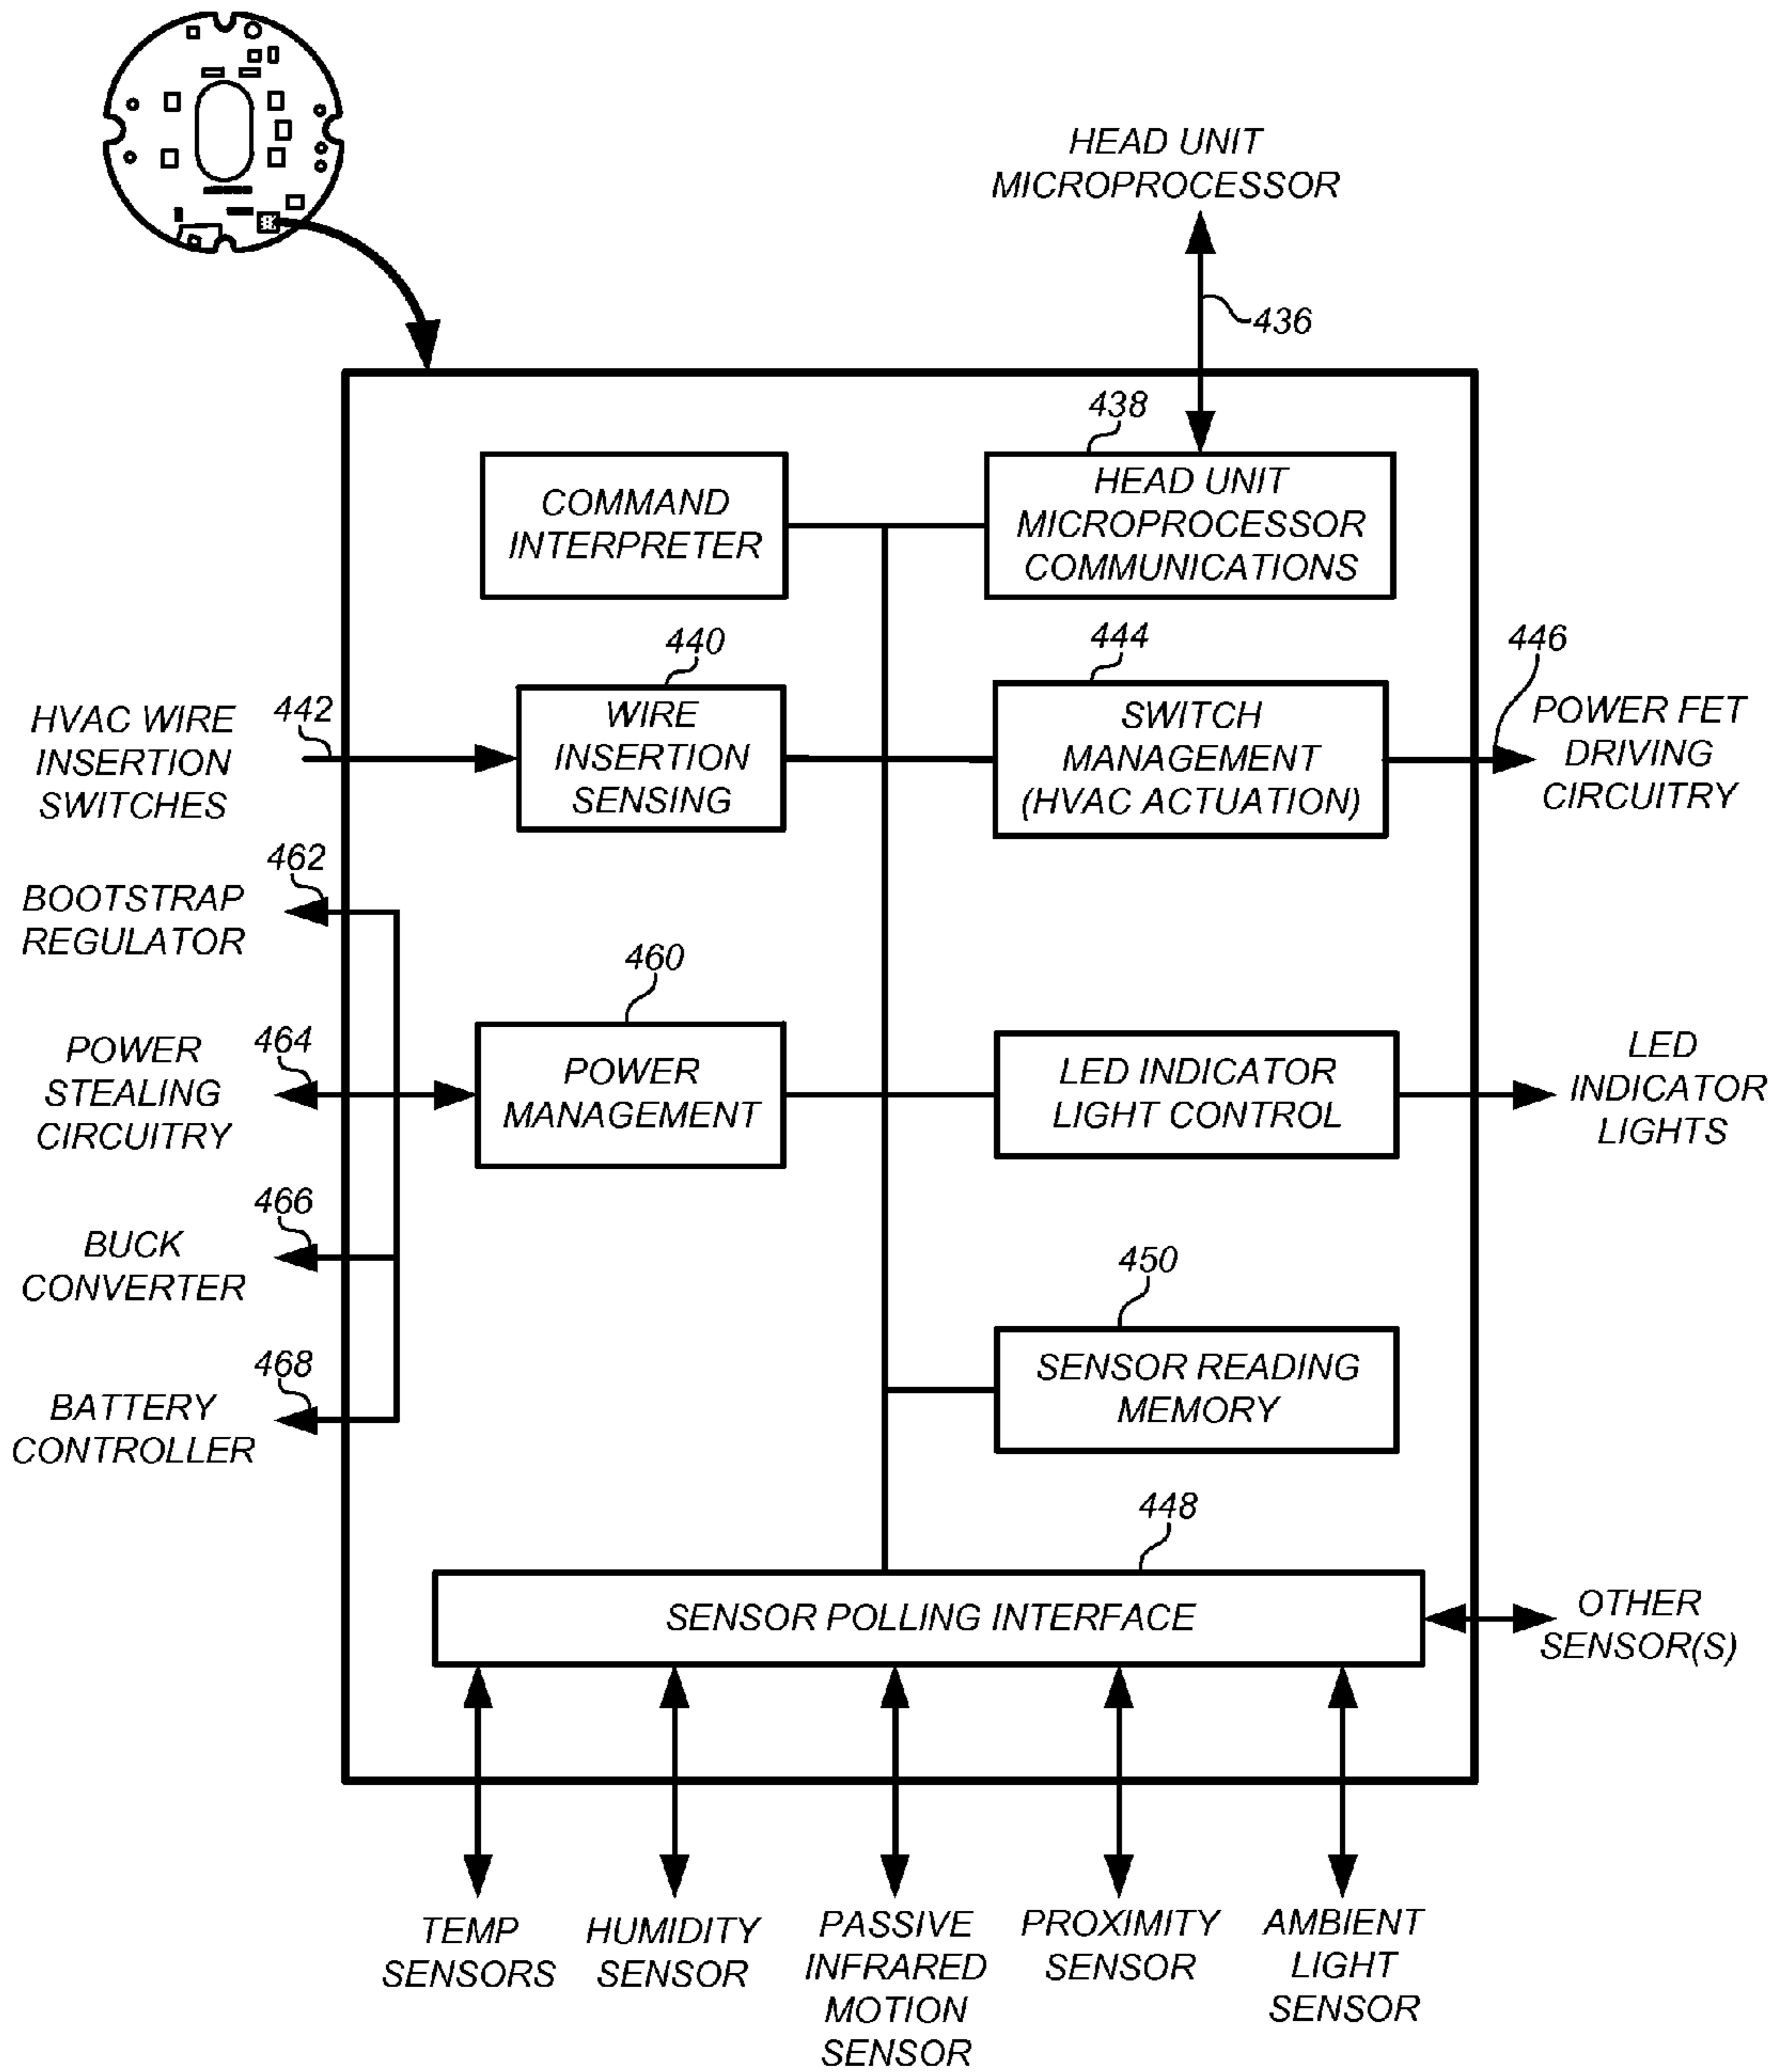 HEAD UNIT
MICROPROCESSOR
436
438
COMMAND
INTERPRETER
HEAD UNIT
MICROPROCESSOR
COMMUNICATIONS
440
444
446
HVAC WIRE
INSERTION
SWITCHES
442
WIRE
INSERTION
SENSING
SWITCH
MANAGEMENT
(HVAC ACTUATION)
POWER FET
DRIVING
CIRCUITRY
462
BOOTSTRAP
REGULATOR
460
464
POWER
STEALING
CIRCUITRY
POWER
MANAGEMENT
LED INDICATOR
LIGHT CONTROL
LED
INDICATOR
LIGHTS
466
BUCK
CONVERTER
450
SENSOR READING
MEMORY
468
BATTERY
CONTROLLER
448
SENSOR POLLING INTERFACE
OTHER
SENSOR(S)
TEMP
SENSORS
HUMIDITY
SENSOR
PASSIVE
INFRARED
MOTION
SENSOR
PROXIMITY
SENSOR
AMBIENT
LIGHT
SENSOR